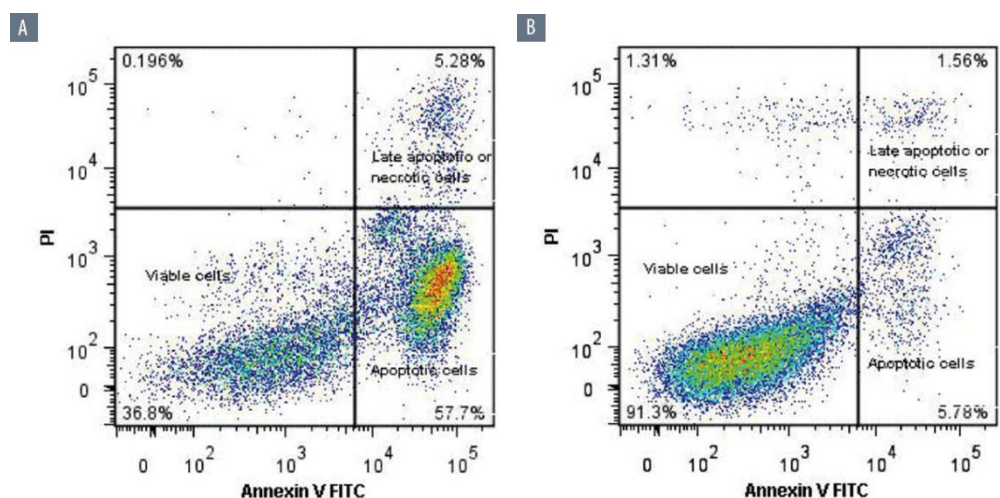 A
0.196%
5.28%
10^5
10^4
10^3
10^2
0
PI
Late apoptotic or
necrotic cells
Viable cells
Apoptotic cells
36.8%
57.7%
0 10^2 10^3 10^4 10^5
Annexin V FITC
B
1.31%
1.56%
10^5
10^4
10^3
10^2
0
PI
Late apoptotic or
necrotic cells
Viable cells
Apoptotic cells
91.3%
5.78%
0 10^2 10^3 10^4 10^5
Annexin V FITC